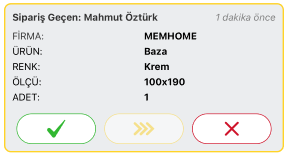 Sipariş Geçen: Mahmut Öztürk 1 dakika önce
FİRMA: MEMHOME
ÜRÜN: Baza
RENK: Krem
ÖLÇÜ: 100x190
ADET: 1